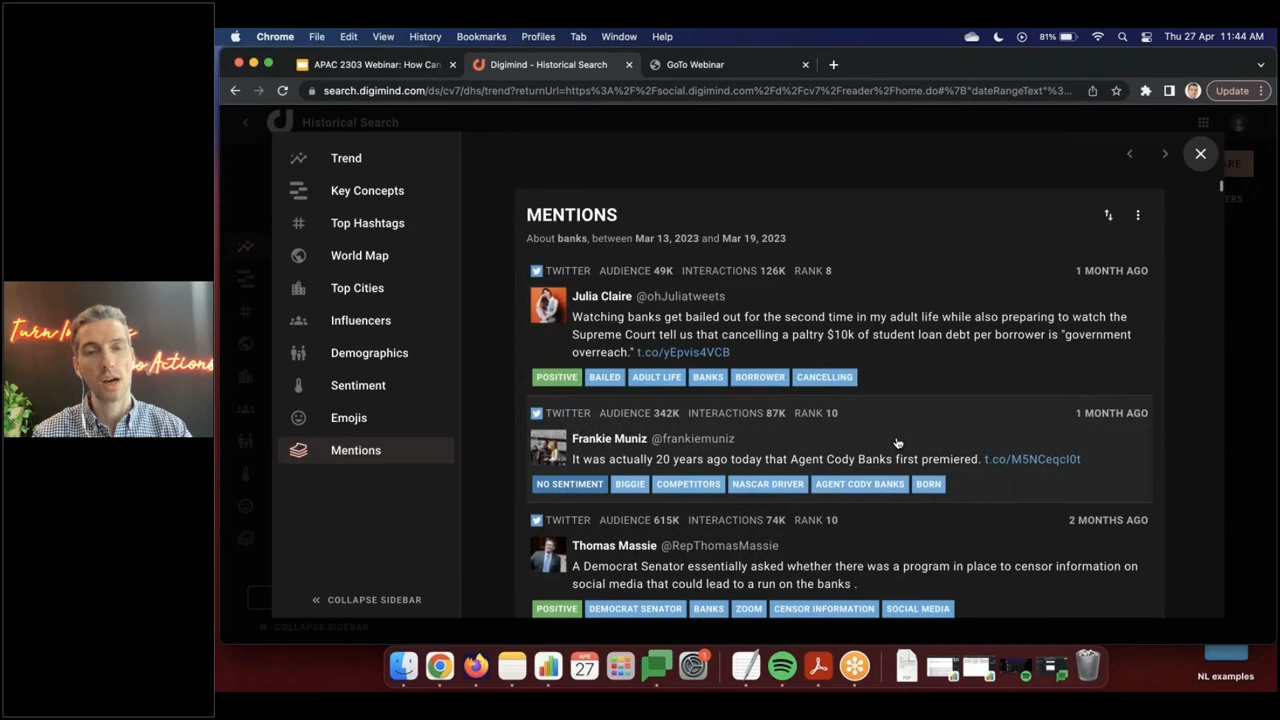 Chrome File Edit View History Bookmarks Profiles Tab Window Help 81% Thu 27 Apr 11:44 AM
APAC 2303 Webinar: How Can Digimind - Historical Search GoTo Webinar
search.digimind.com/ds/cv7/dhs/trend?returnUrl=https%3A%2F%2Fsocial.digimind.com%2Fd%2Fcv7%2Freader%2Fhome.do#%7B"dateRangeText"%3... Update
Historical Search
Trend
Key Concepts
Top Hashtags
World Map
Top Cities
Influencers
Demographics
Sentiment
Emojis
Mentions
COLLAPSE SIDEBAR
COLLAPSE SIDEBAR
MENTIONS
About banks, between Mar 13, 2023 and Mar 19, 2023
TWITTER AUDIENCE 49K INTERACTIONS 126K RANK 8 1 MONTH AGO
Julia Claire @ohJuliatweets
Watching banks get bailed out for the second time in my adult life while also preparing to watch the
Supreme Court tell us that cancelling a paltry $10k of student loan debt per borrower is "government
overreach." t.co/yEpvis4VCB
POSITIVE BAILED ADULT LIFE BANKS BORROWER CANCELLING
TWITTER AUDIENCE 342K INTERACTIONS 87K RANK 10 1 MONTH AGO
Frankie Muniz @frankiemuniz
It was actually 20 years ago today that Agent Cody Banks first premiered. t.co/M5NCeqcI0t
NO SENTIMENT BIGGIE COMPETITORS NASCAR DRIVER AGENT CODY BANKS BORN
TWITTER AUDIENCE 615K INTERACTIONS 74K RANK 10 2 MONTHS AGO
Thomas Massie @RepThomasMassie
A Democrat Senator essentially asked whether there was a program in place to censor information on
social media that could lead to a run on the banks .
POSITIVE DEMOCRAT SENATOR BANKS ZOOM CENSOR INFORMATION SOCIAL MEDIA
NL examples